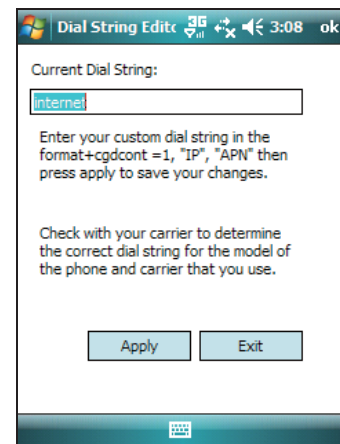 Dial String Editc 3G 3:08 ok
Current Dial String:
internet
Enter your custom dial string in the
format+cgdcont =1, "IP", "APN" then
press apply to save your changes.
Check with your carrier to determine
the correct dial string for the model of
the phone and carrier that you use.
Apply Exit